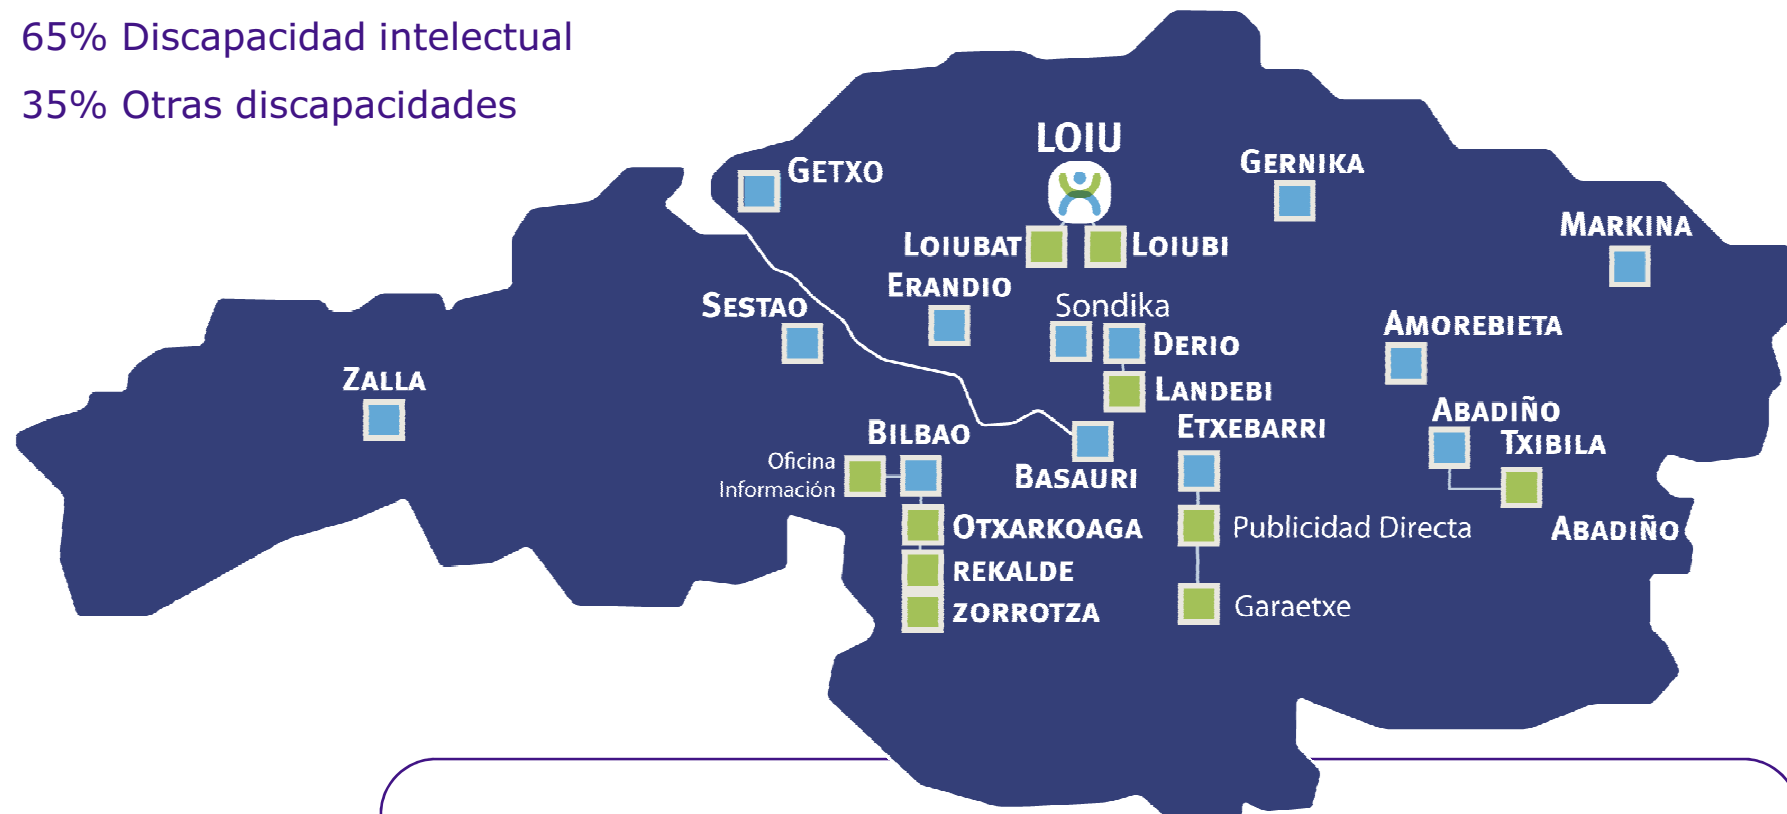 65% Discapacidad intelectual
35% Otras discapacidades
LOIU
GETXO
GERNIKA
MARKINA
LOIUBAT
LOIUBI
ERANDIO
SESTAO
Sondika
DERIO
AMOREBIETA
ZALLA
LANDEBI
ABADIÑO
BILBAO
ETXEBARRI
TXIBILA
Oficina
Información
BASAURI
OTXARKOAGA
Publicidad Directa
ABADIÑO
REKALDE
ZORROTZA
Garaetxe